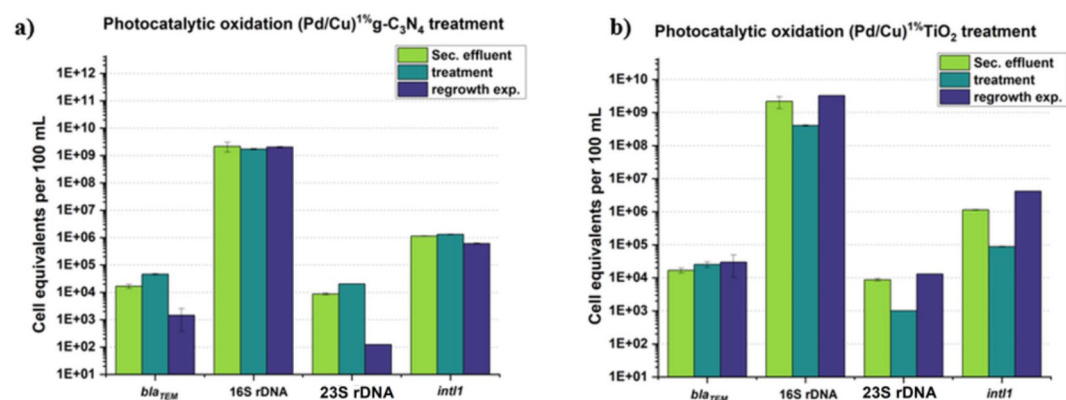 a)
Photocatalytic oxidation (Pd/Cu)¹%g-C₃N₄ treatment
Sec. effluent
treatment
regrowth exp.
Cell equivalents per 100 mL
1E+12
1E+11
1E+10
1E+09
1E+08
1E+07
1E+06
1E+05
1E+04
1E+03
1E+02
1E+01
blaTEM 16S rDNA 23S rDNA intI1
b)
Photocatalytic oxidation (Pd/Cu)¹%TiO₂ treatment
Sec. effluent
treatment
regrowth exp.
Cell equivalents per 100 mL
1E+10
1E+09
1E+08
1E+07
1E+06
1E+05
1E+04
1E+03
1E+02
1E+01
blaTEM 16S rDNA 23S rDNA intI1